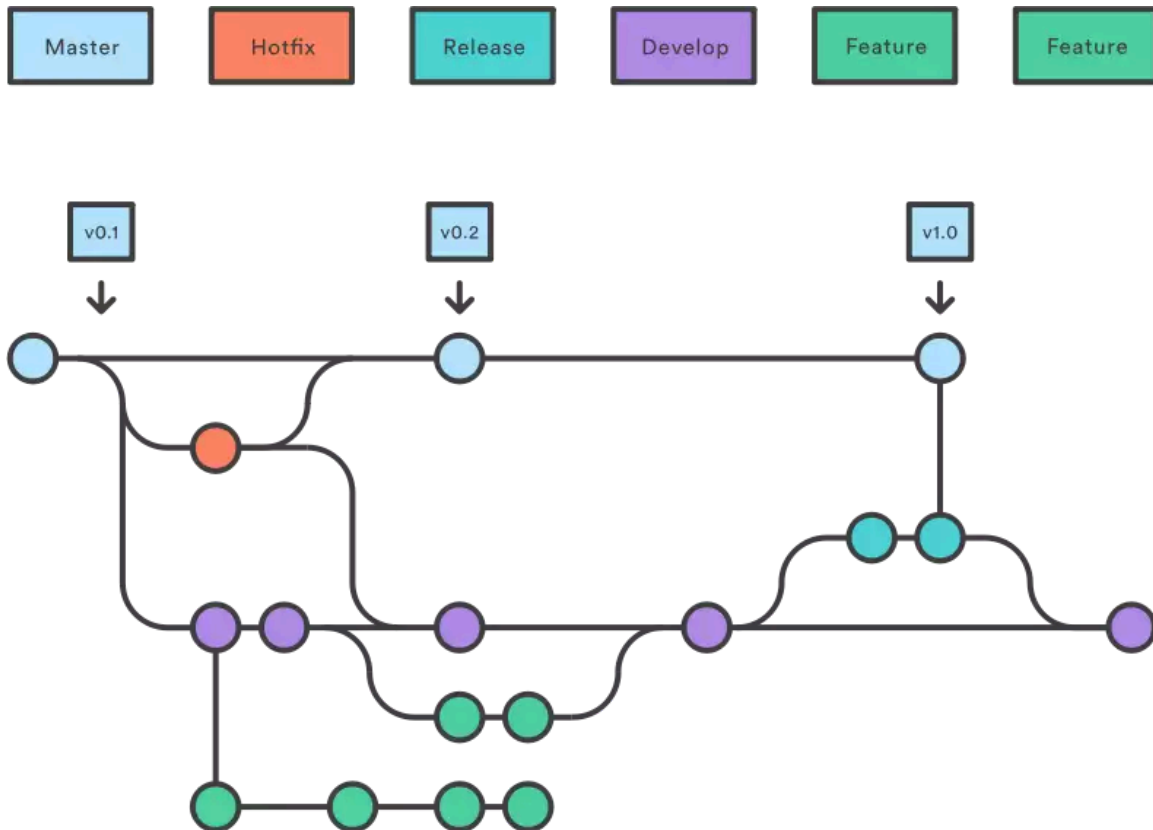 Master
Hotfix
Release
Develop
Feature
Feature
v0.1
v0.2
v1.0